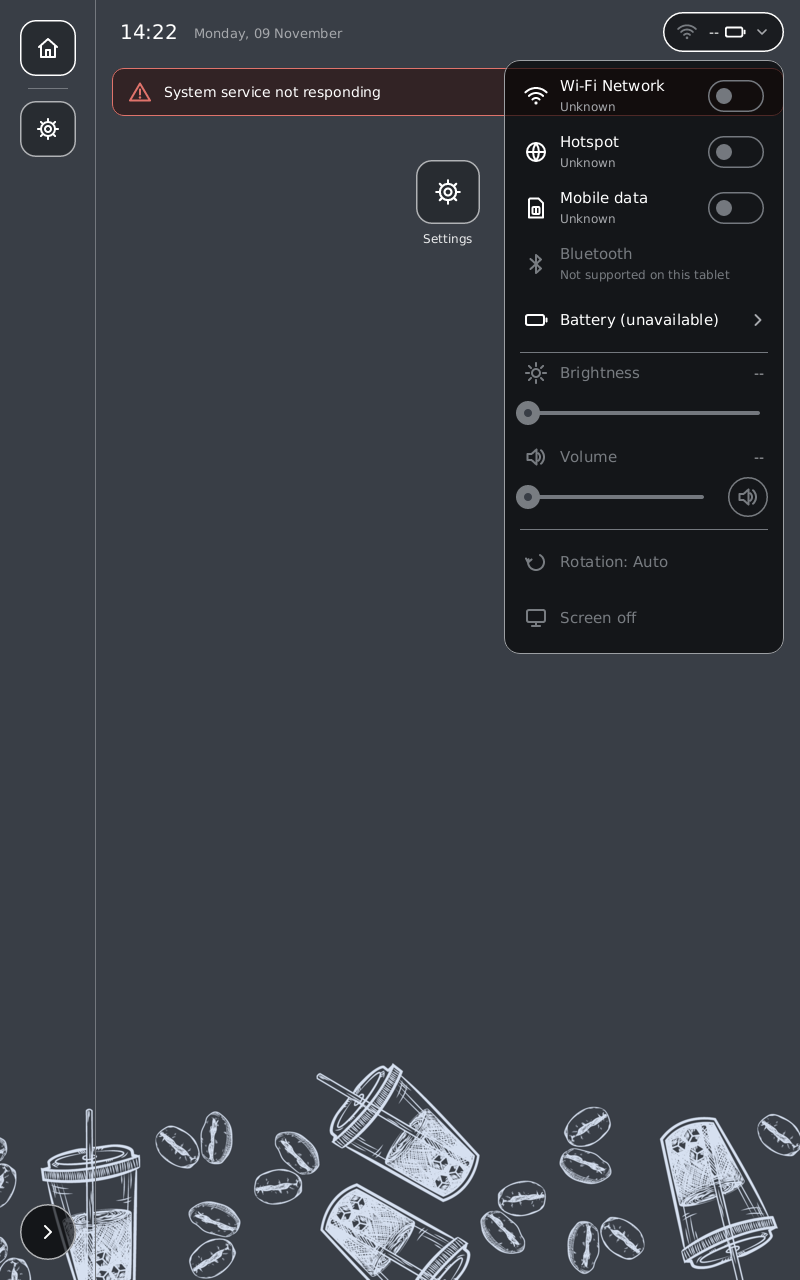 14:22 Monday, 09 November --
System service not responding
Wi-Fi Network
Unknown
Hotspot
Unknown
Mobile data
Unknown
Bluetooth
Not supported on this tablet
Settings
Battery (unavailable)
Brightness --
Volume --
Rotation: Auto
Screen off